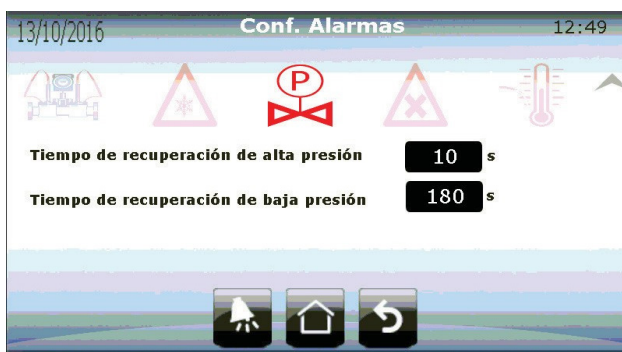 13/10/2016 Conf. Alarmas 12:49
P
Tiempo de recuperación de alta presión 10 s
Tiempo de recuperación de baja presión 180 s